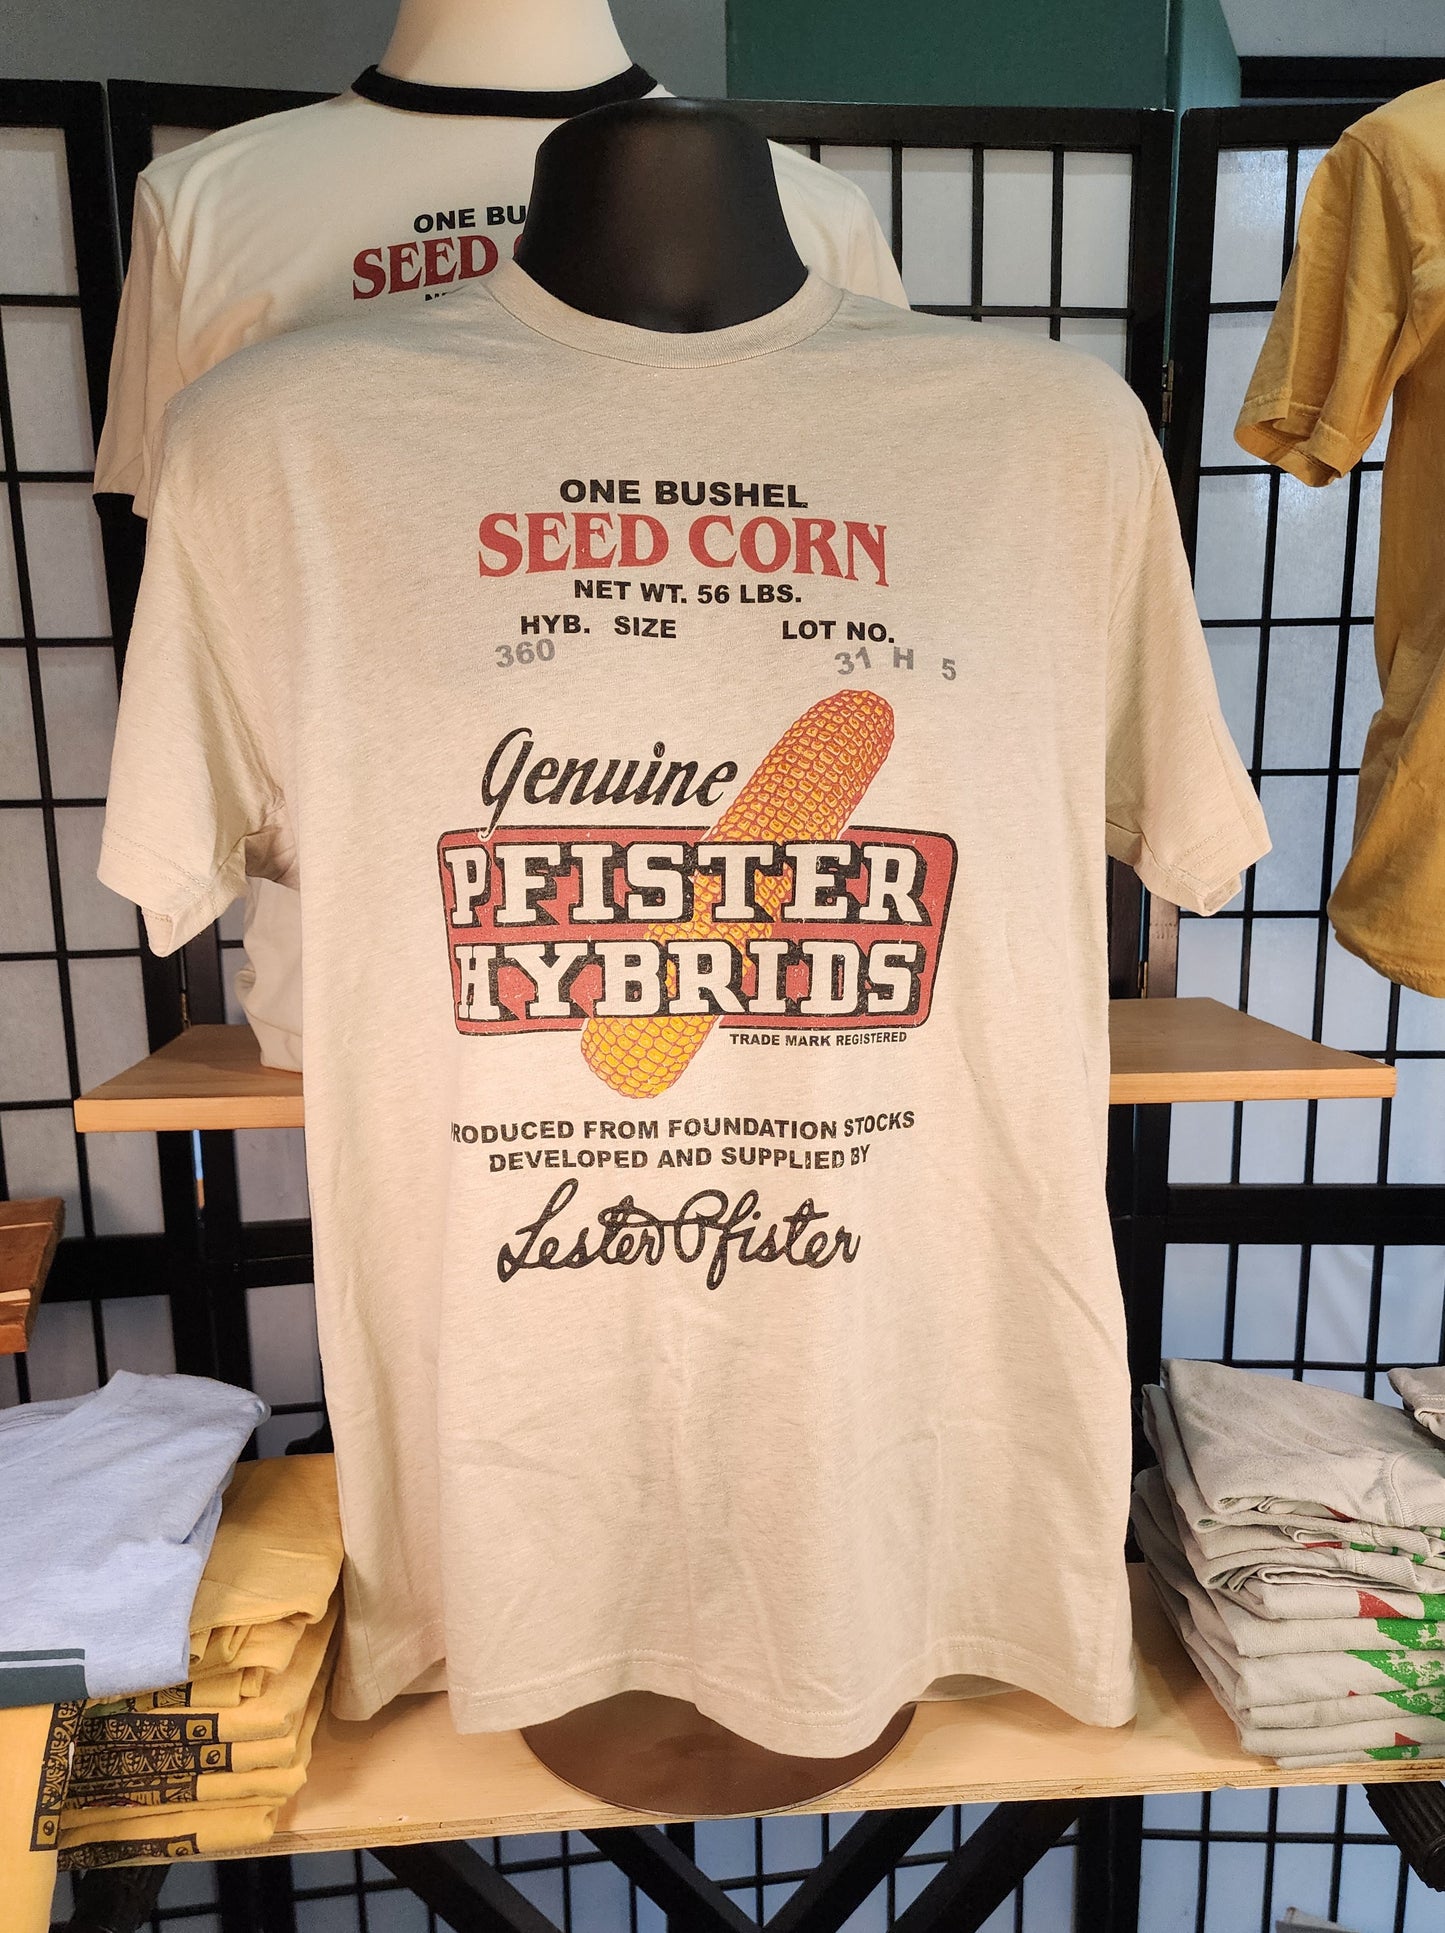 ONE BU
SEED
ONE BUSHEL
SEED CORN
NET WT. 56 LBS.
HYB. SIZE LOT NO.
360 31 H 5
Genuine
PFISTER
HYBRIDS
TRADE MARK REGISTERED
RODUCED FROM FOUNDATION STOCKS
DEVELOPED AND SUPPLIED BY
Lester Pfister